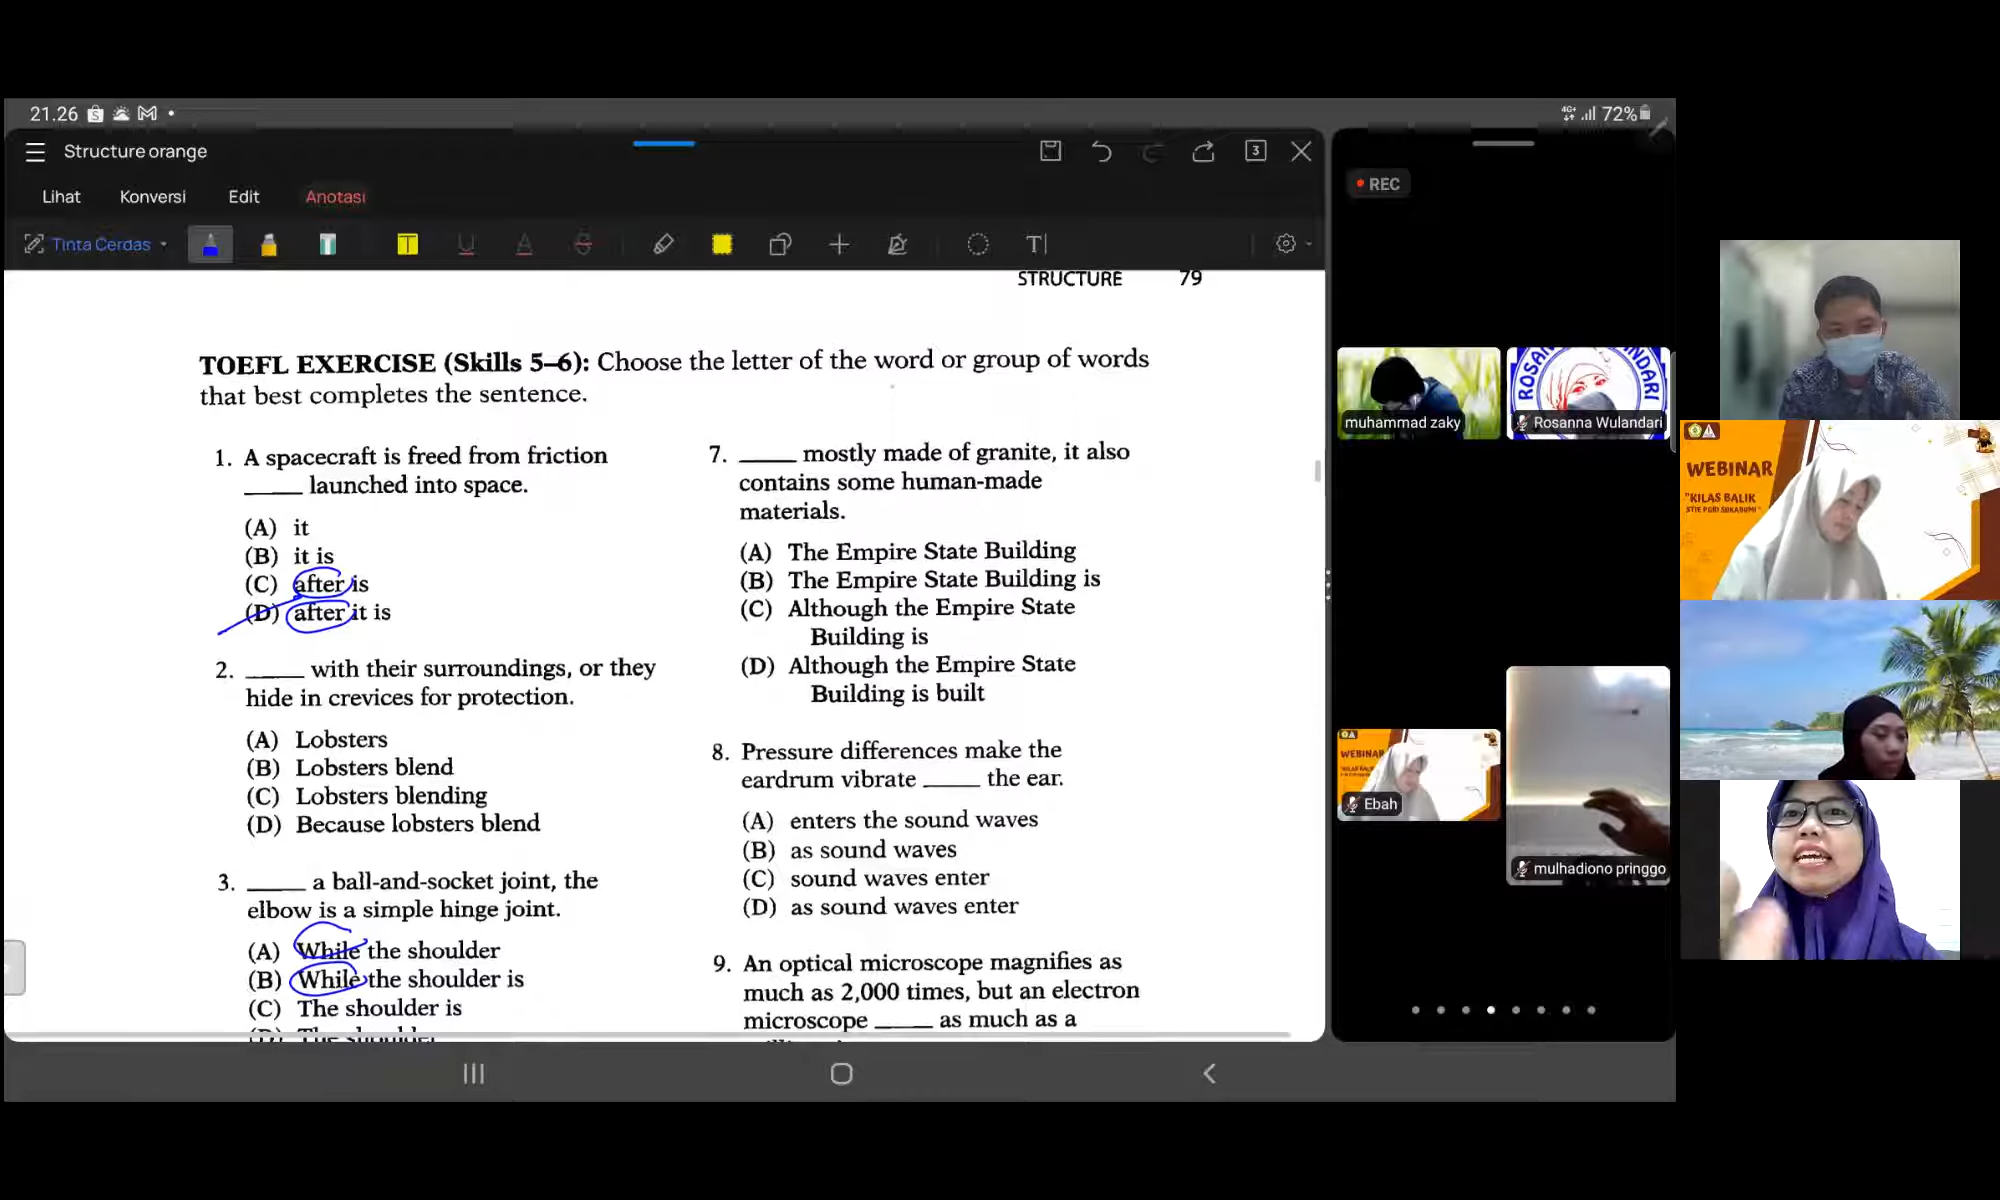 21.26
4G+
72%
Structure orange
3
Lihat
Konversi
Edit
Anotasi
Tinta Cerdas
STRUCTURE 79
TOEFL EXERCISE (Skills 5–6): Choose the letter of the word or group of words
that best completes the sentence.
1. A spacecraft is freed from friction
_____ launched into space.
(A) it
(B) it is
(C) after is
(D) after it is
2. _____ with their surroundings, or they
hide in crevices for protection.
(A) Lobsters
(B) Lobsters blend
(C) Lobsters blending
(D) Because lobsters blend
3. _____ a ball-and-socket joint, the
elbow is a simple hinge joint.
(A) While the shoulder
(B) While the shoulder is
(C) The shoulder is
(D) The shoulder
7. _____ mostly made of granite, it also
contains some human-made
materials.
(A) The Empire State Building
(B) The Empire State Building is
(C) Although the Empire State
Building is
(D) Although the Empire State
Building is built
8. Pressure differences make the
eardrum vibrate _____ the ear.
(A) enters the sound waves
(B) as sound waves
(C) sound waves enter
(D) as sound waves enter
9. An optical microscope magnifies as
much as 2,000 times, but an electron
microscope _____ as much as a
REC
muhammad zaky
Rosanna Wulandari
WEBINAR
Ebah
mulhadiono pringgo
WEBINAR
"KILAS BALIK
STIE PGRI SUKABUMI"